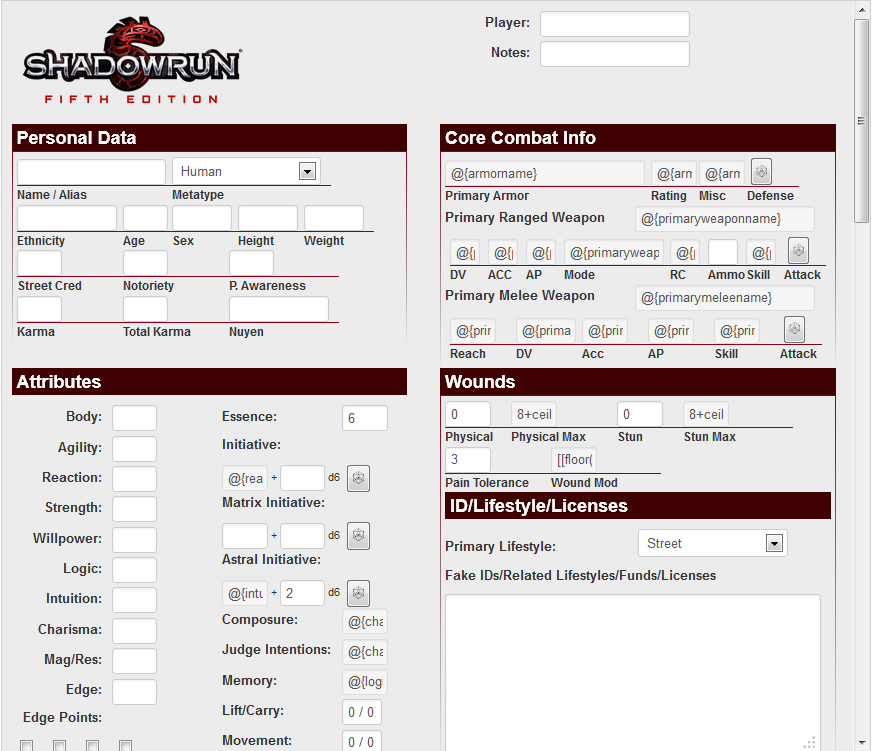 Player:
Notes:
SHADOWRUN
FIFTH EDITION
Personal Data
Human
Name / Alias Metatype
Ethnicity Age Sex Height Weight
Street Cred Notoriety P. Awareness
Karma Total Karma Nuyen
Core Combat Info
@{armorname} @{arn @{arn
Primary Armor Rating Misc Defense
Primary Ranged Weapon @{primaryweaponname}
@{p @{p @{p @{primaryweap @{p @{p
DV ACC AP Mode RC Ammo Skill Attack
Primary Melee Weapon @{primarymeleename}
@{prin @{prima @{prin @{prin @{prin
Reach DV Acc AP Skill Attack
Attributes
Body:
Agility:
Reaction:
Strength:
Willpower:
Logic:
Intuition:
Charisma:
Mag/Res:
Edge:
Edge Points:
Essence: 6
Initiative:
@{rea + d6
Matrix Initiative:
+ d6
Astral Initiative:
@{intu + 2 d6
Composure: @{cha
Judge Intentions: @{cha
Memory: @{log
Lift/Carry: 0 / 0
Movement: 0 / 0
Wounds
0 8+ceil 0 8+ceil
Physical Physical Max Stun Stun Max
3 [[floor(
Pain Tolerance Wound Mod
ID/Lifestyle/Licenses
Primary Lifestyle: Street
Fake IDs/Related Lifestyles/Funds/Licenses